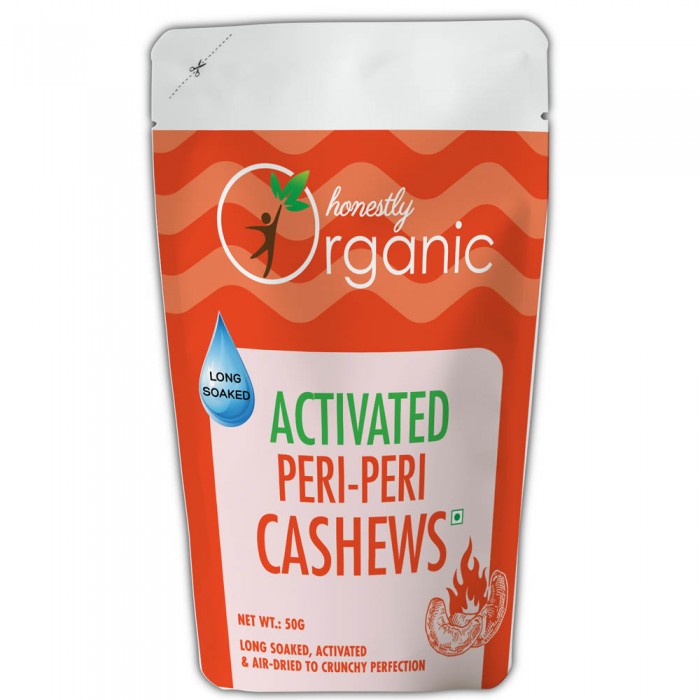 honestly
Organic
LONG
SOAKED
ACTIVATED
PERI-PERI
CASHEWS
NET WT.: 50G
LONG SOAKED, ACTIVATED
& AIR-DRIED TO CRUNCHY PERFECTION